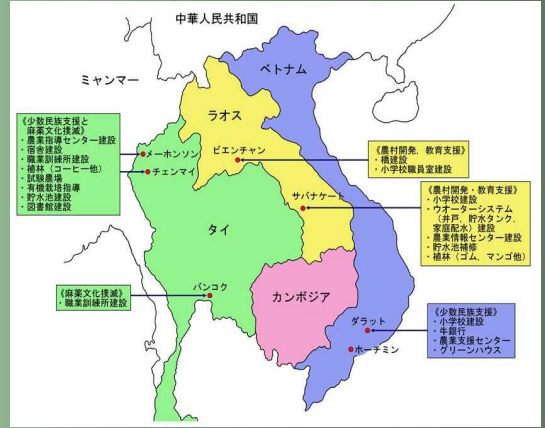 中華人民共和国
ミャンマー
ベトナム
ラオス
《少数民族支援と
麻薬文化撲滅》
・農業指導センター建設
・宿舎建設
・職業訓練所建設
・植林（コーヒー他）
・試験農場
・有機栽培指導
・貯水池建設
・図書館建設
メーホンソン
チェンマイ
ビエンチャン
《農村開発，教育支援》
・橋建設
・小学校職員室建設
サバナケート
《農村開発・教育支援》
・小学校建設
・ウオーターシステム
（井戸，貯水タンク，
家庭配水）建設
・農業情報センター建設
・貯水池補修
・植林（ゴム，マンゴ他）
タイ
《麻薬文化撲滅》
・職業訓練所建設
バンコク
カンボジア
ダラット
ホーチミン
《少数民族支援》
・小学校建設
・牛銀行
・農業支援センター
・グリーンハウス